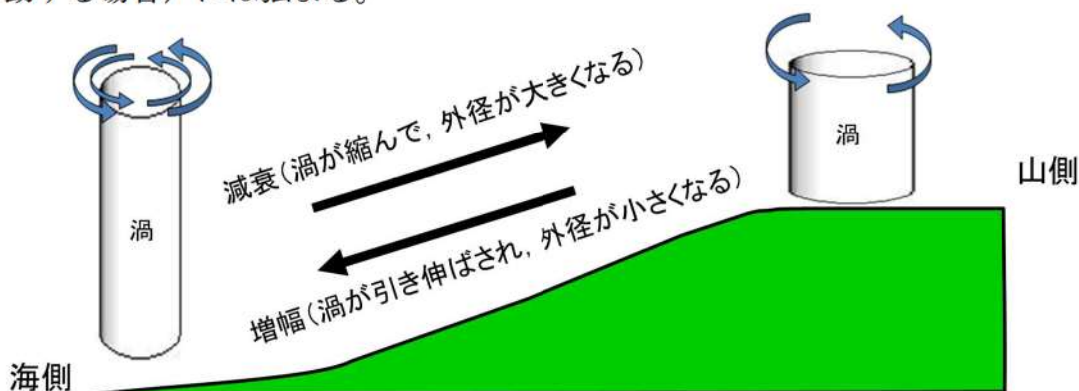 渦
減衰(渦が縮んで, 外径が大きくなる)
増幅(渦が引き伸ばされ, 外径が小さくなる)
渦
山側
海側